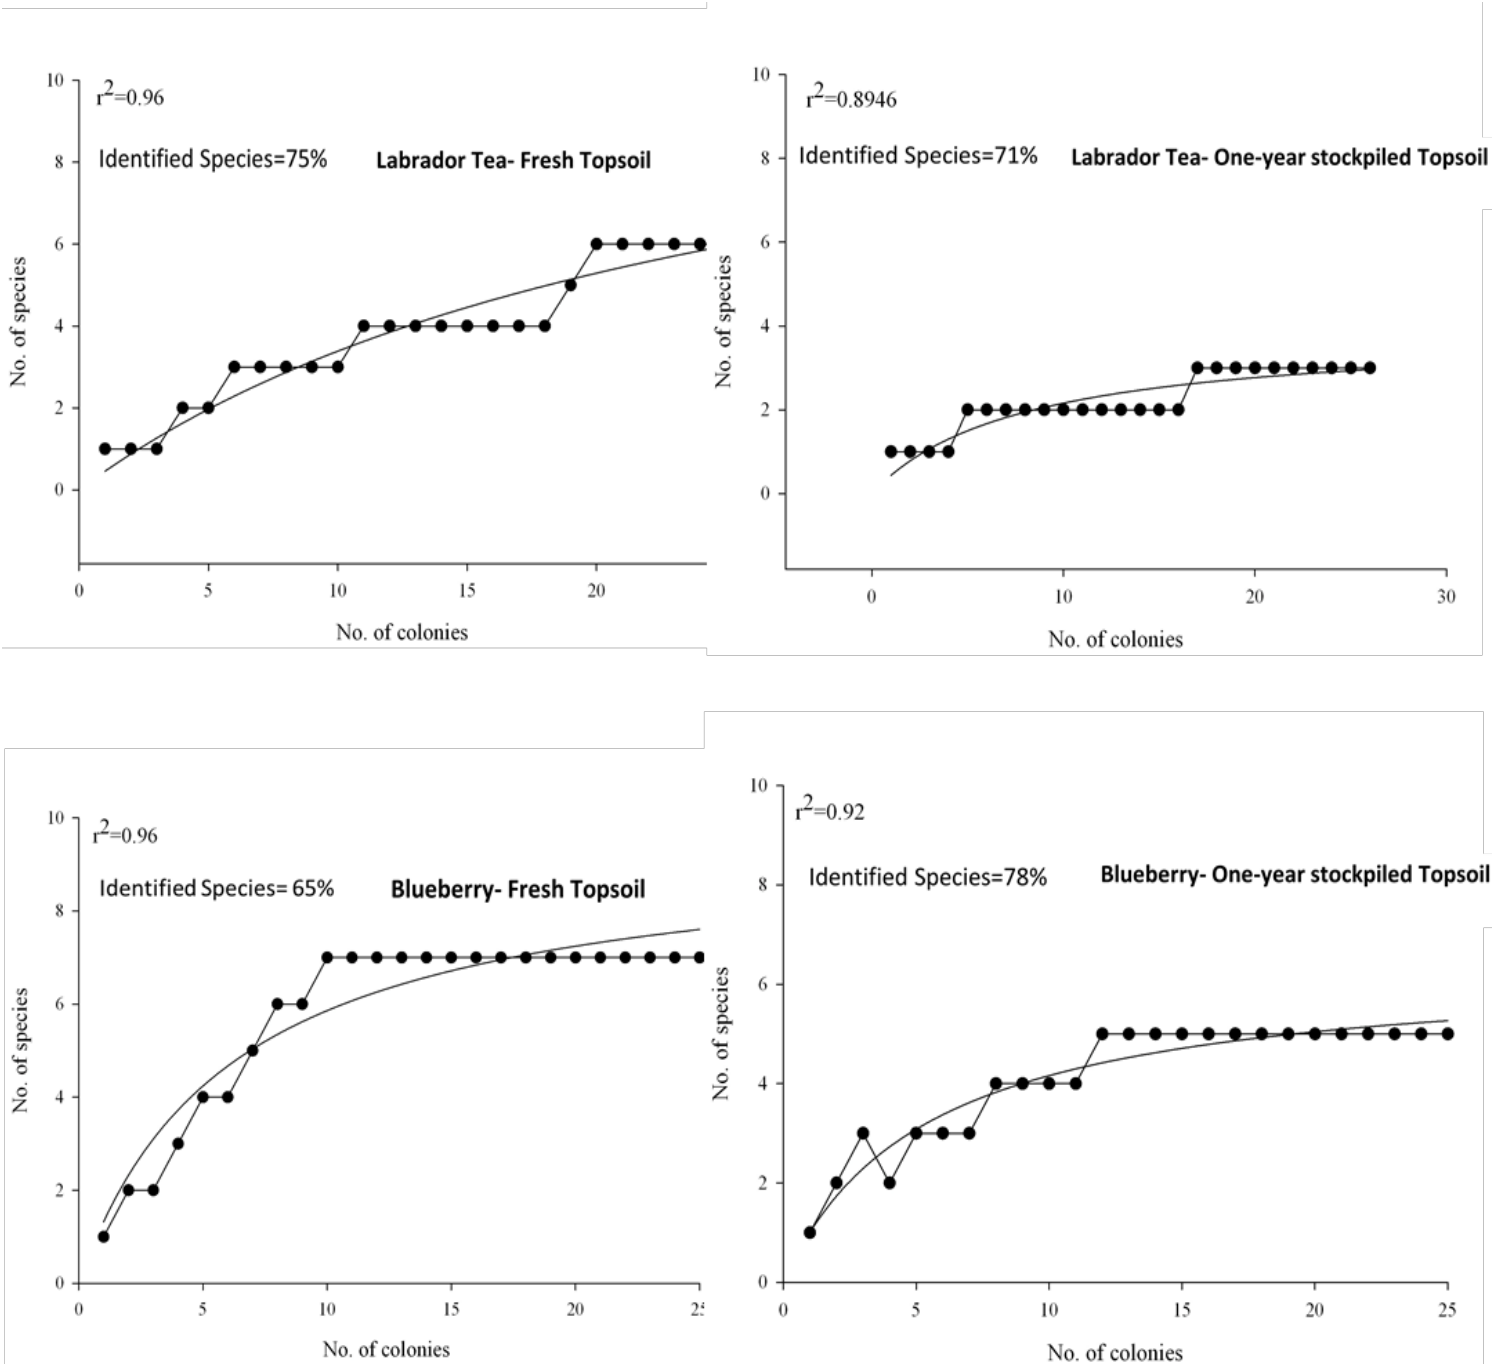 10
r2=0.96
8
Identified Species=75%
Labrador Tea- Fresh Topsoil
6
4
2
0
No. of species
0 5 10 15 20
No. of colonies
10
r2=0.8946
8
Identified Species=71%
Labrador Tea- One-year stockpiled Topsoil
6
4
2
0
No. of species
0 10 20 30
No. of colonies
10
r2=0.96
Identified Species= 65%
Blueberry- Fresh Topsoil
8
6
4
2
0
No. of species
0 5 10 15 20 25
No. of colonies
10
r2=0.92
Identified Species=78%
Blueberry- One-year stockpiled Topsoil
8
6
4
2
0
No. of species
0 5 10 15 20 25
No. of colonies